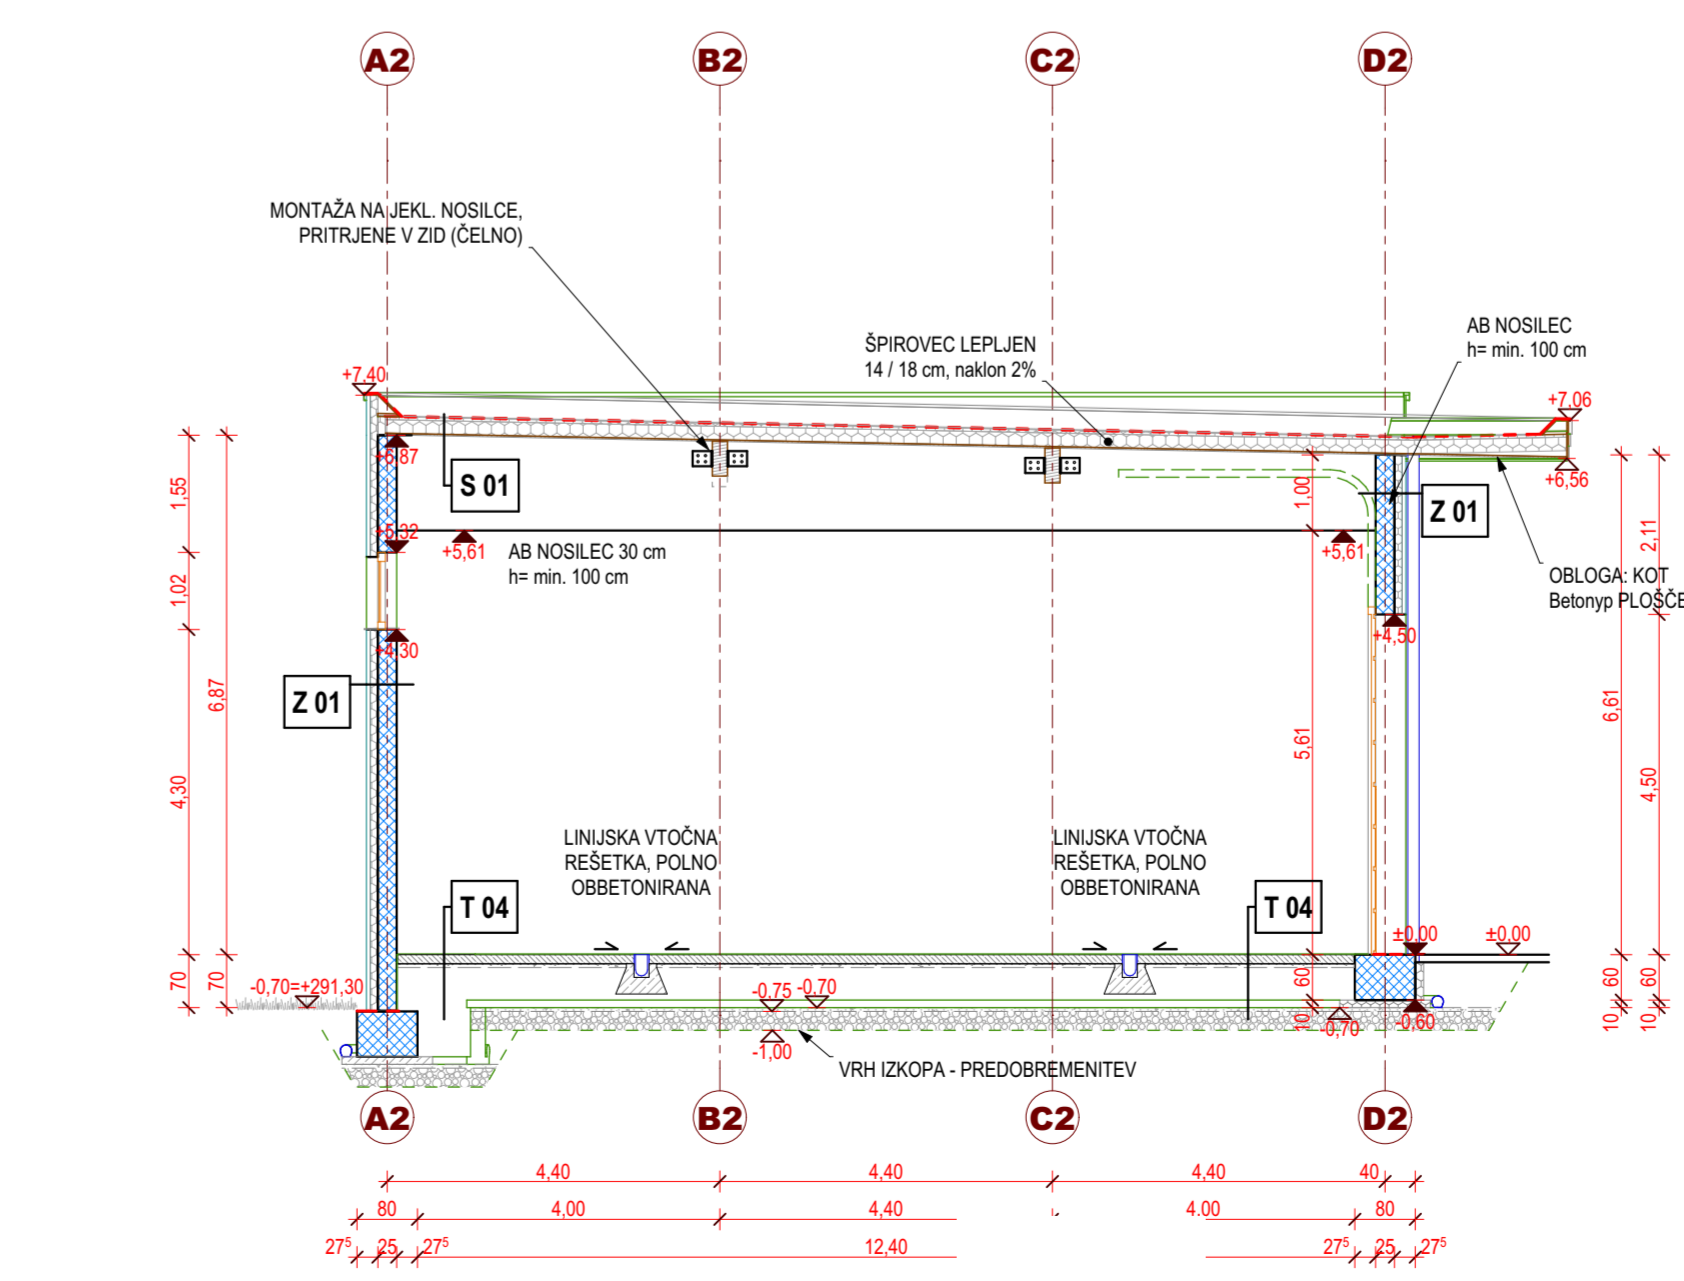 A2
B2
C2
D2
MONTAŽA NA JEKL. NOSILCE,
PRITRJENE V ZID (ČELNO)
AB NOSILEC
h= min. 100 cm
ŠPIROVEC LEPLJEN
14 / 18 cm, naklon 2%
+7,40
+7,06
+6,87
S 01
+6,56
1,55
1,00
Z 01
2,11
+5,32
+5,61
AB NOSILEC 30 cm
h= min. 100 cm
+5,61
OBLOGA: KOT
Betonyp PLOŠČE
1,02
+4,30
+4,50
Z 01
6,87
6,61
4,30
5,61
4,50
LINIJSKA VTOČNA
REŠETKA, POLNO
OBBETONIRANA
LINIJSKA VTOČNA
REŠETKA, POLNO
OBBETONIRANA
T 04
T 04
±0,00
±0,00
70
70
-0,70=+291,30
-0,75
-0,70
60
60
60
10
-0,70
-0,60
10
10
-1,00
VRH IZKOPA - PREDOBREMENITEV
A2
B2
C2
D2
4,40
4,40
4,40
40
80
4,00
4,40
4.00
80
27⁵
25
27⁵
12,40
27⁵
25
27⁵